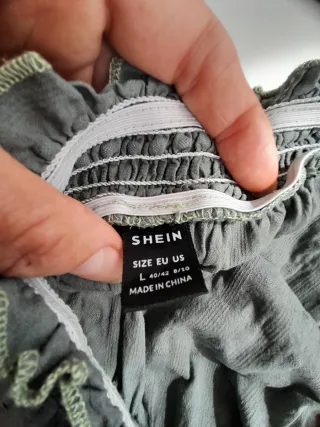 SHEIN
SIZE EU US
L 40/42 8/10
MADE IN CHINA